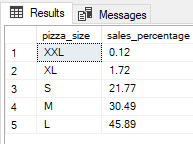 Results Messages
pizza_size sales_percentage
1 XXL 0.12
2 XL 1.72
3 S 21.77
4 M 30.49
5 L 45.89